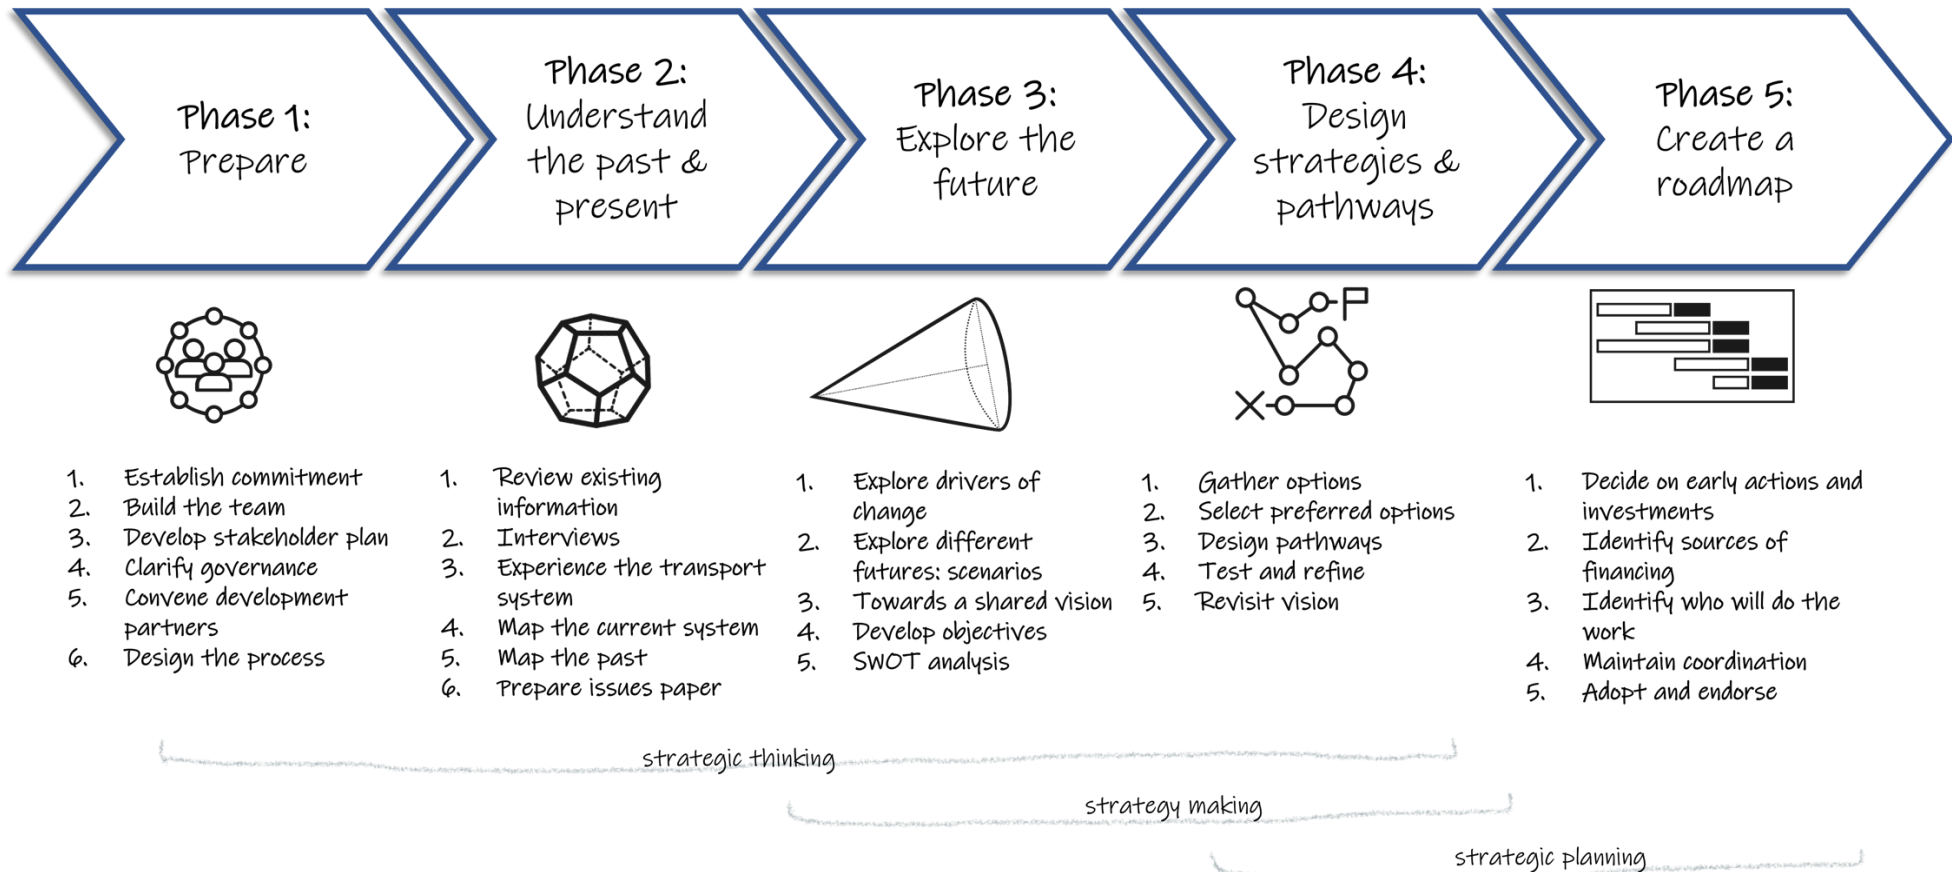 Phase 1:
Prepare
Phase 2:
Understand
the past &
present
Phase 3:
Explore the
future
Phase 4:
Design
strategies &
pathways
Phase 5:
Create a
roadmap
1. Establish commitment
2. Build the team
3. Develop stakeholder plan
4. Clarify governance
5. Convene development
partners
6. Design the process
1. Review existing
information
2. Interviews
3. Experience the transport
system
4. Map the current system
5. Map the past
6. Prepare issues paper
1. Explore drivers of
change
2. Explore different
futures: scenarios
3. Towards a shared vision
4. Develop objectives
5. SWOT analysis
1. Gather options
2. Select preferred options
3. Design pathways
4. Test and refine
5. Revisit vision
1. Decide on early actions and
investments
2. Identify sources of
financing
3. Identify who will do the
work
4. Maintain coordination
5. Adopt and endorse
strategic thinking
strategy making
strategic planning